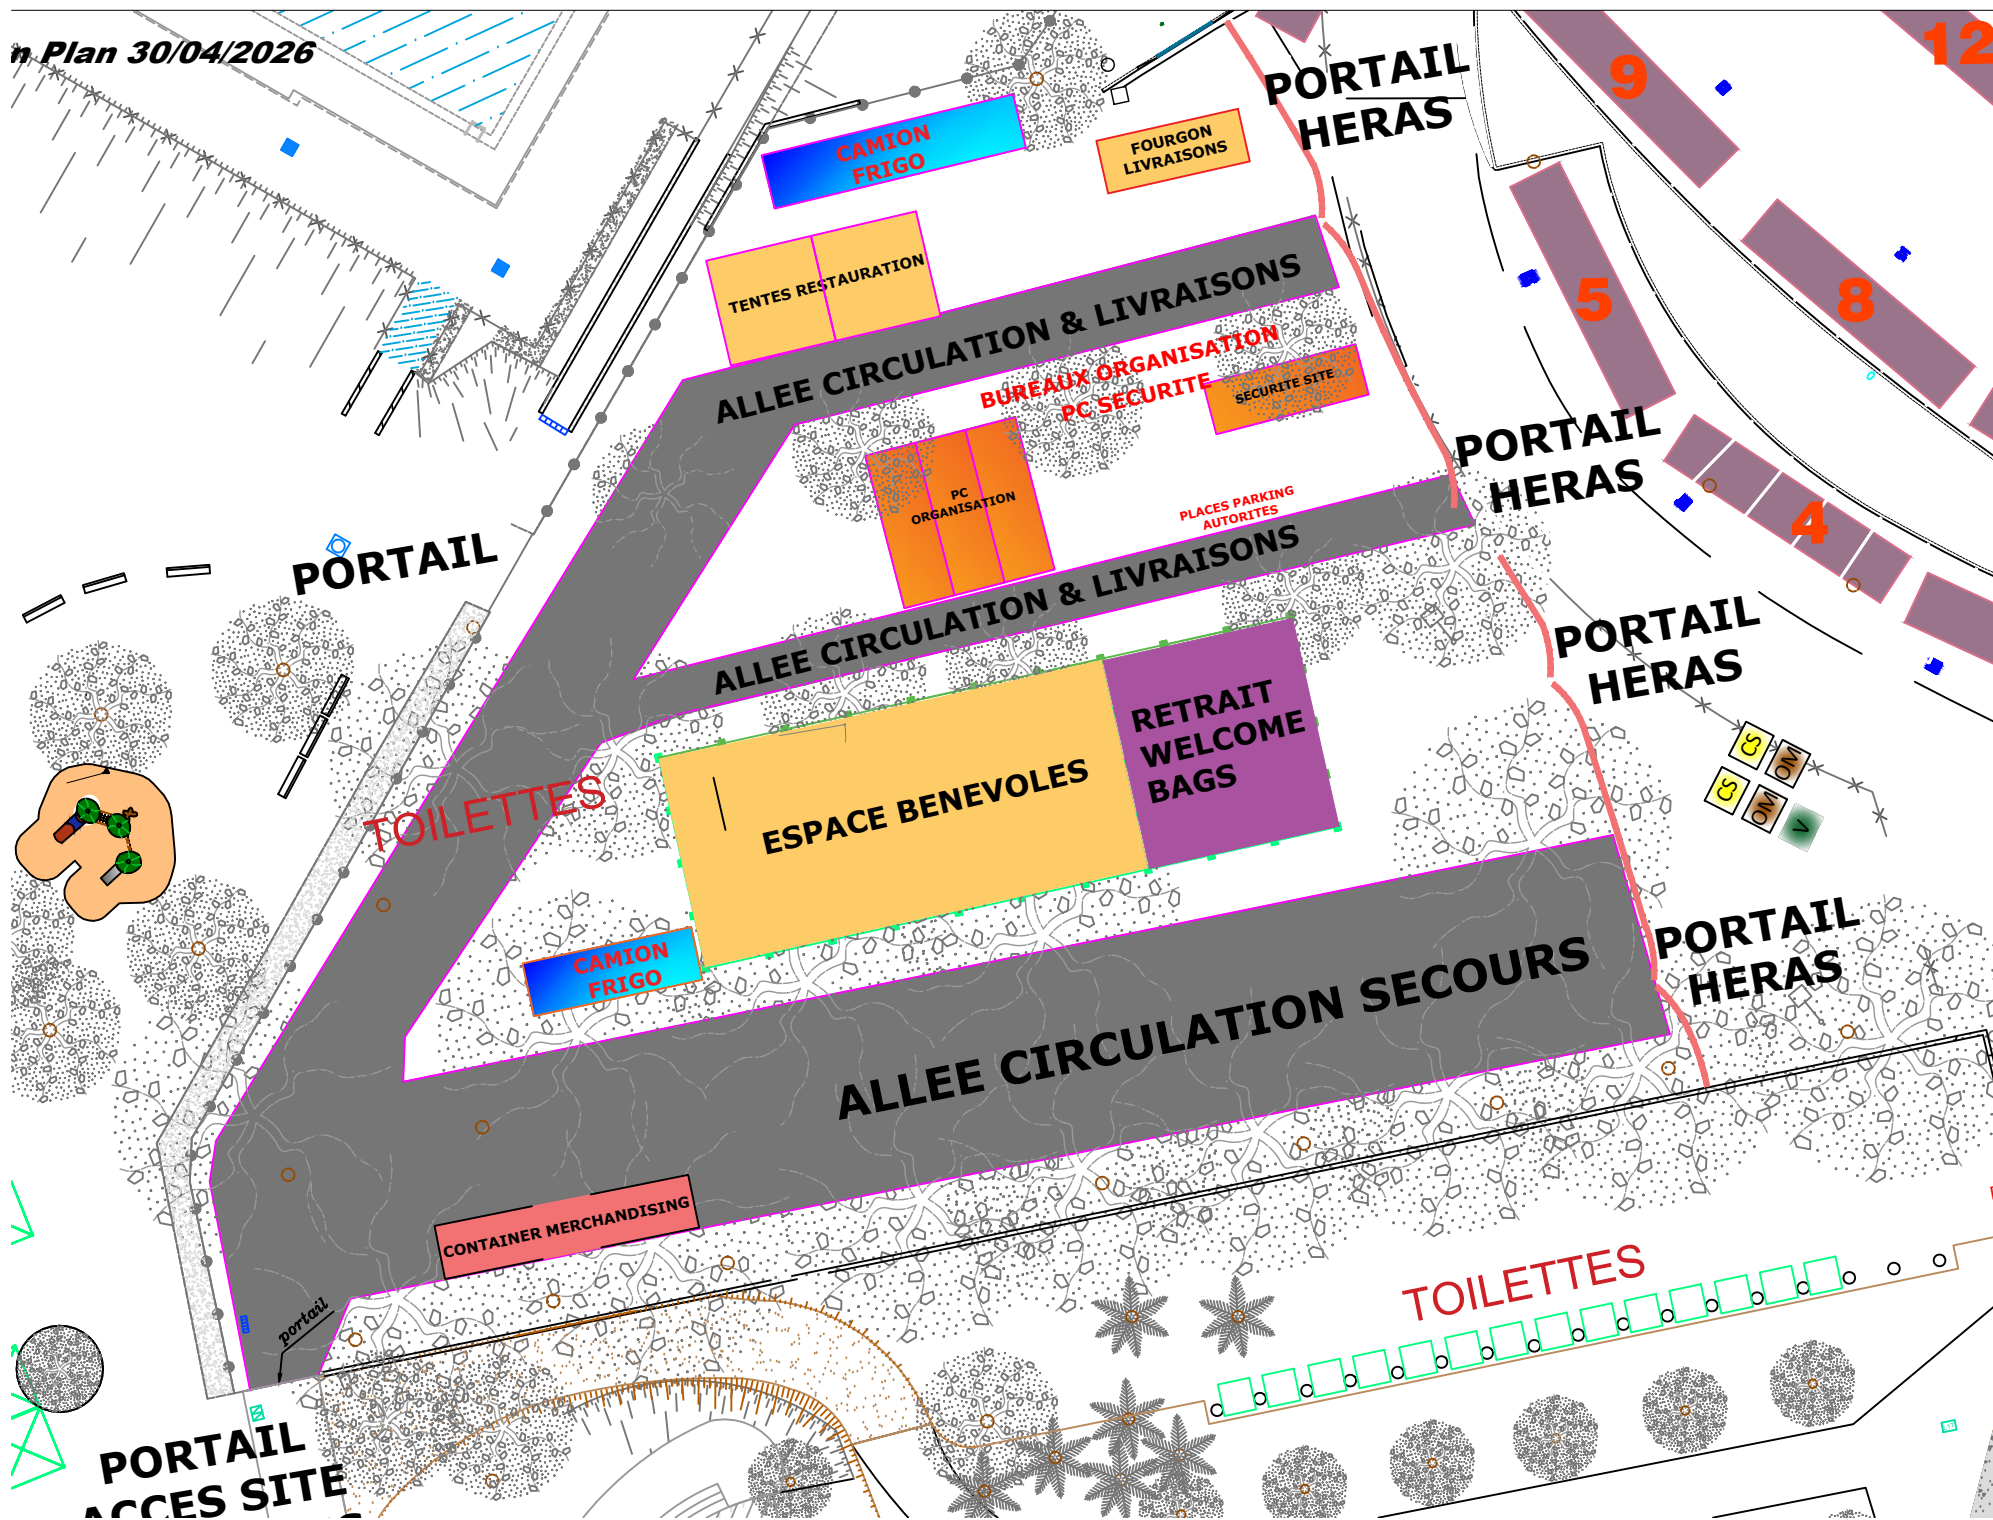 n Plan 30/04/2026
12
9
PORTAIL
HERAS
CAMION
FRIGO
FOURGON
LIVRAISONS
TENTES RESTAURATION
ALLEE CIRCULATION & LIVRAISONS
5
8
BUREAUX ORGANISATION
PC SECURITE
SECURITE SITE
PORTAIL
HERAS
PC
ORGANISATION
PLACES PARKING
AUTORITES
4
PORTAIL
ALLEE CIRCULATION & LIVRAISONS
PORTAIL
HERAS
RETRAIT
WELCOME
BAGS
ESPACE BENEVOLES
TOILETTES
CS
OM
CS
OM
V
PORTAIL
HERAS
CAMION
FRIGO
ALLEE CIRCULATION SECOURS
CONTAINER MERCHANDISING
portail
TOILETTES
PORTAIL
ACCES SITE